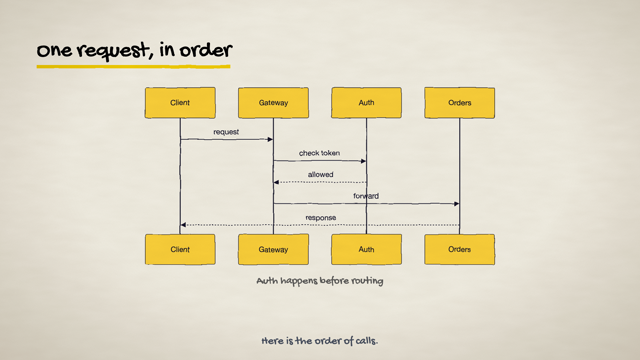 One request, in order
Client Gateway Auth Orders
request
check token
allowed
forward
response
Client Gateway Auth Orders
Auth happens before routing
Here is the order of calls.